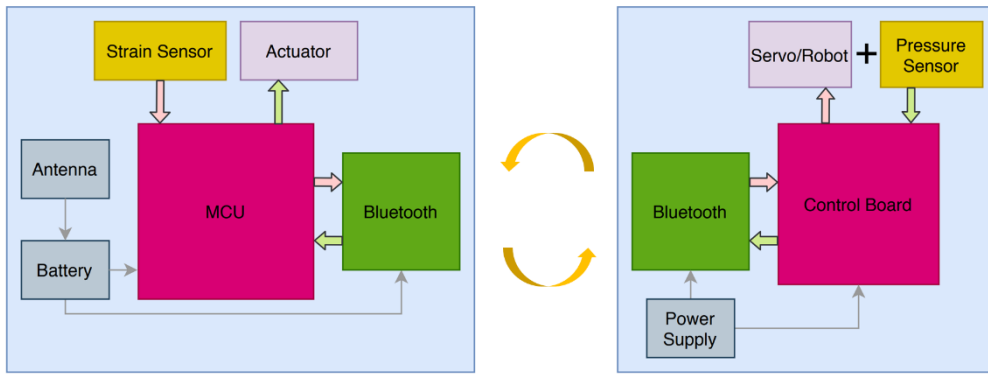 Strain Sensor
Actuator
Antenna
MCU
Bluetooth
Battery
Servo/Robot
+
Pressure
Sensor
Bluetooth
Control Board
Power
Supply